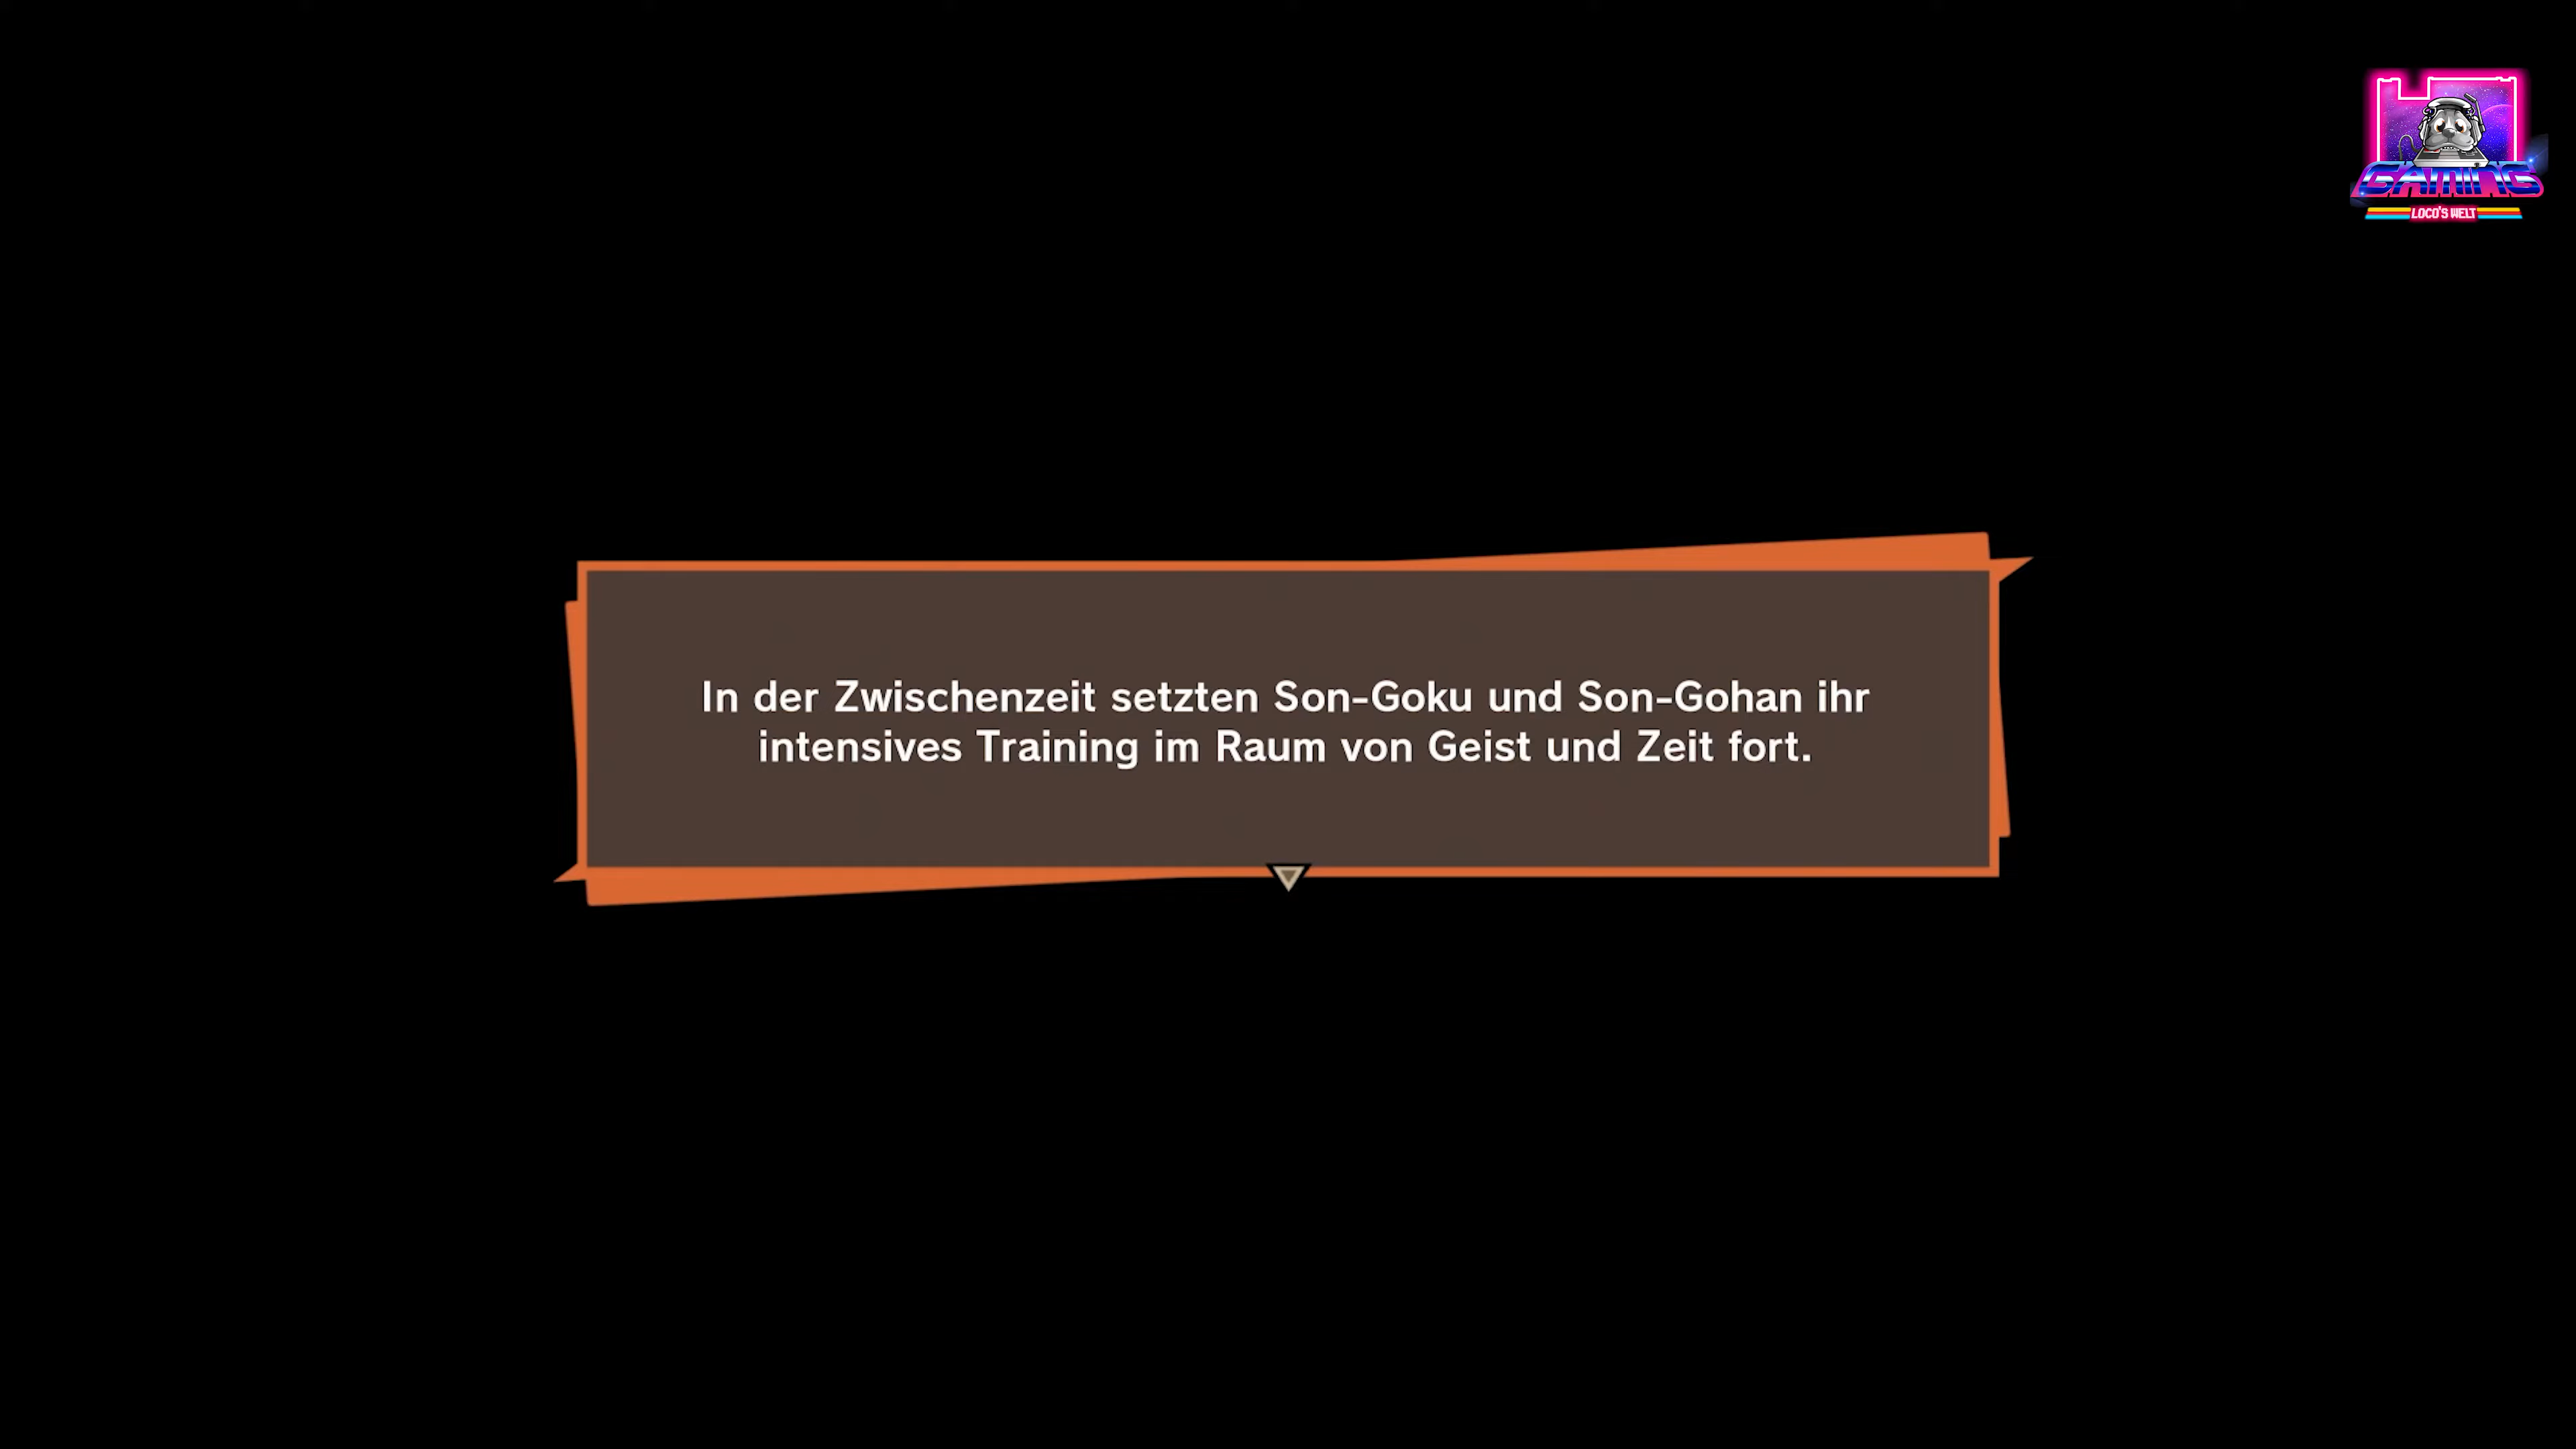 GAMING
LOCO'S WELT
In der Zwischenzeit setzten Son-Goku und Son-Gohan ihr
intensives Training im Raum von Geist und Zeit fort.